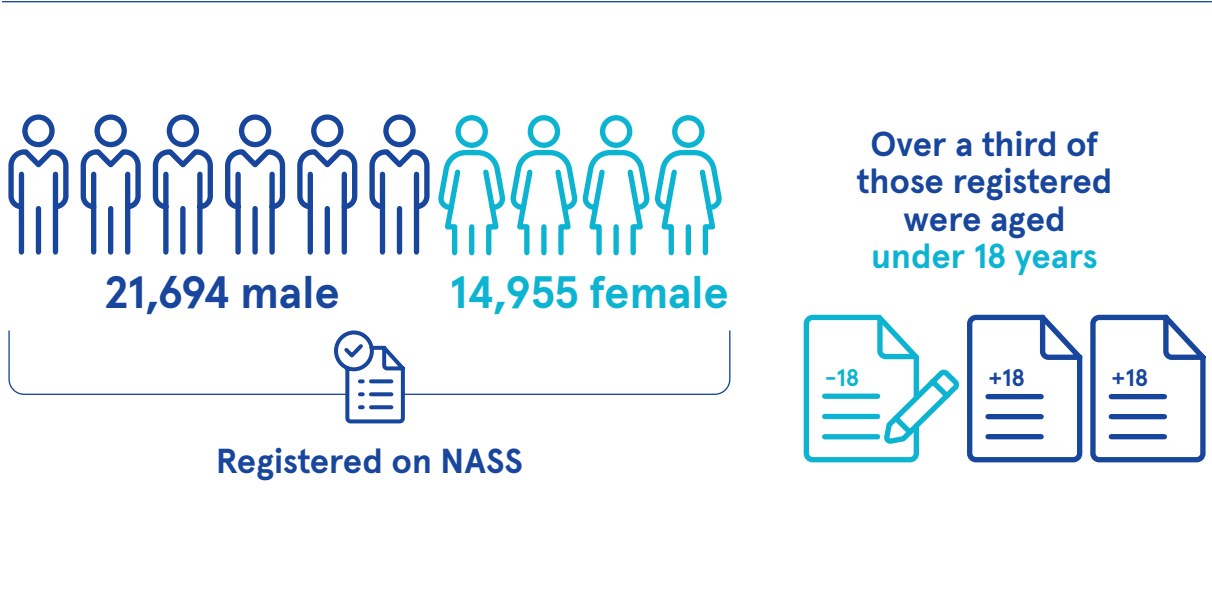 21,694 male
14,955 female
Registered on NASS
Over a third of
those registered
were aged
under 18 years
-18
+18
+18